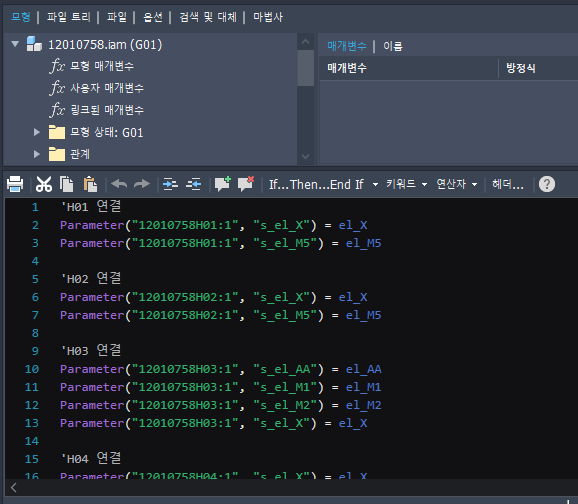 모형 | 파일 트리 | 파일 | 옵션 | 검색 및 대체 | 마법사
12010758.iam (G01)
fx 모형 매개변수
fx 사용자 매개변수
fx 링크된 매개변수
모형 상태: G01
관계
매개변수 | 이름
매개변수 방정식
If...Then...End If 키워드 연산자 헤더... ?
1 'H01 연결
2 Parameter("12010758H01:1", "s_el_X") = el_X
3 Parameter("12010758H01:1", "s_el_M5") = el_M5
4
5 'H02 연결
6 Parameter("12010758H02:1", "s_el_X") = el_X
7 Parameter("12010758H02:1", "s_el_M5") = el_M5
8
9 'H03 연결
10 Parameter("12010758H03:1", "s_el_AA") = el_AA
11 Parameter("12010758H03:1", "s_el_M1") = el_M1
12 Parameter("12010758H03:1", "s_el_M2") = el_M2
13 Parameter("12010758H03:1", "s_el_X") = el_X
14
15 'H04 연결
16 Parameter("12010758H04:1", "s_el_X") = el_X